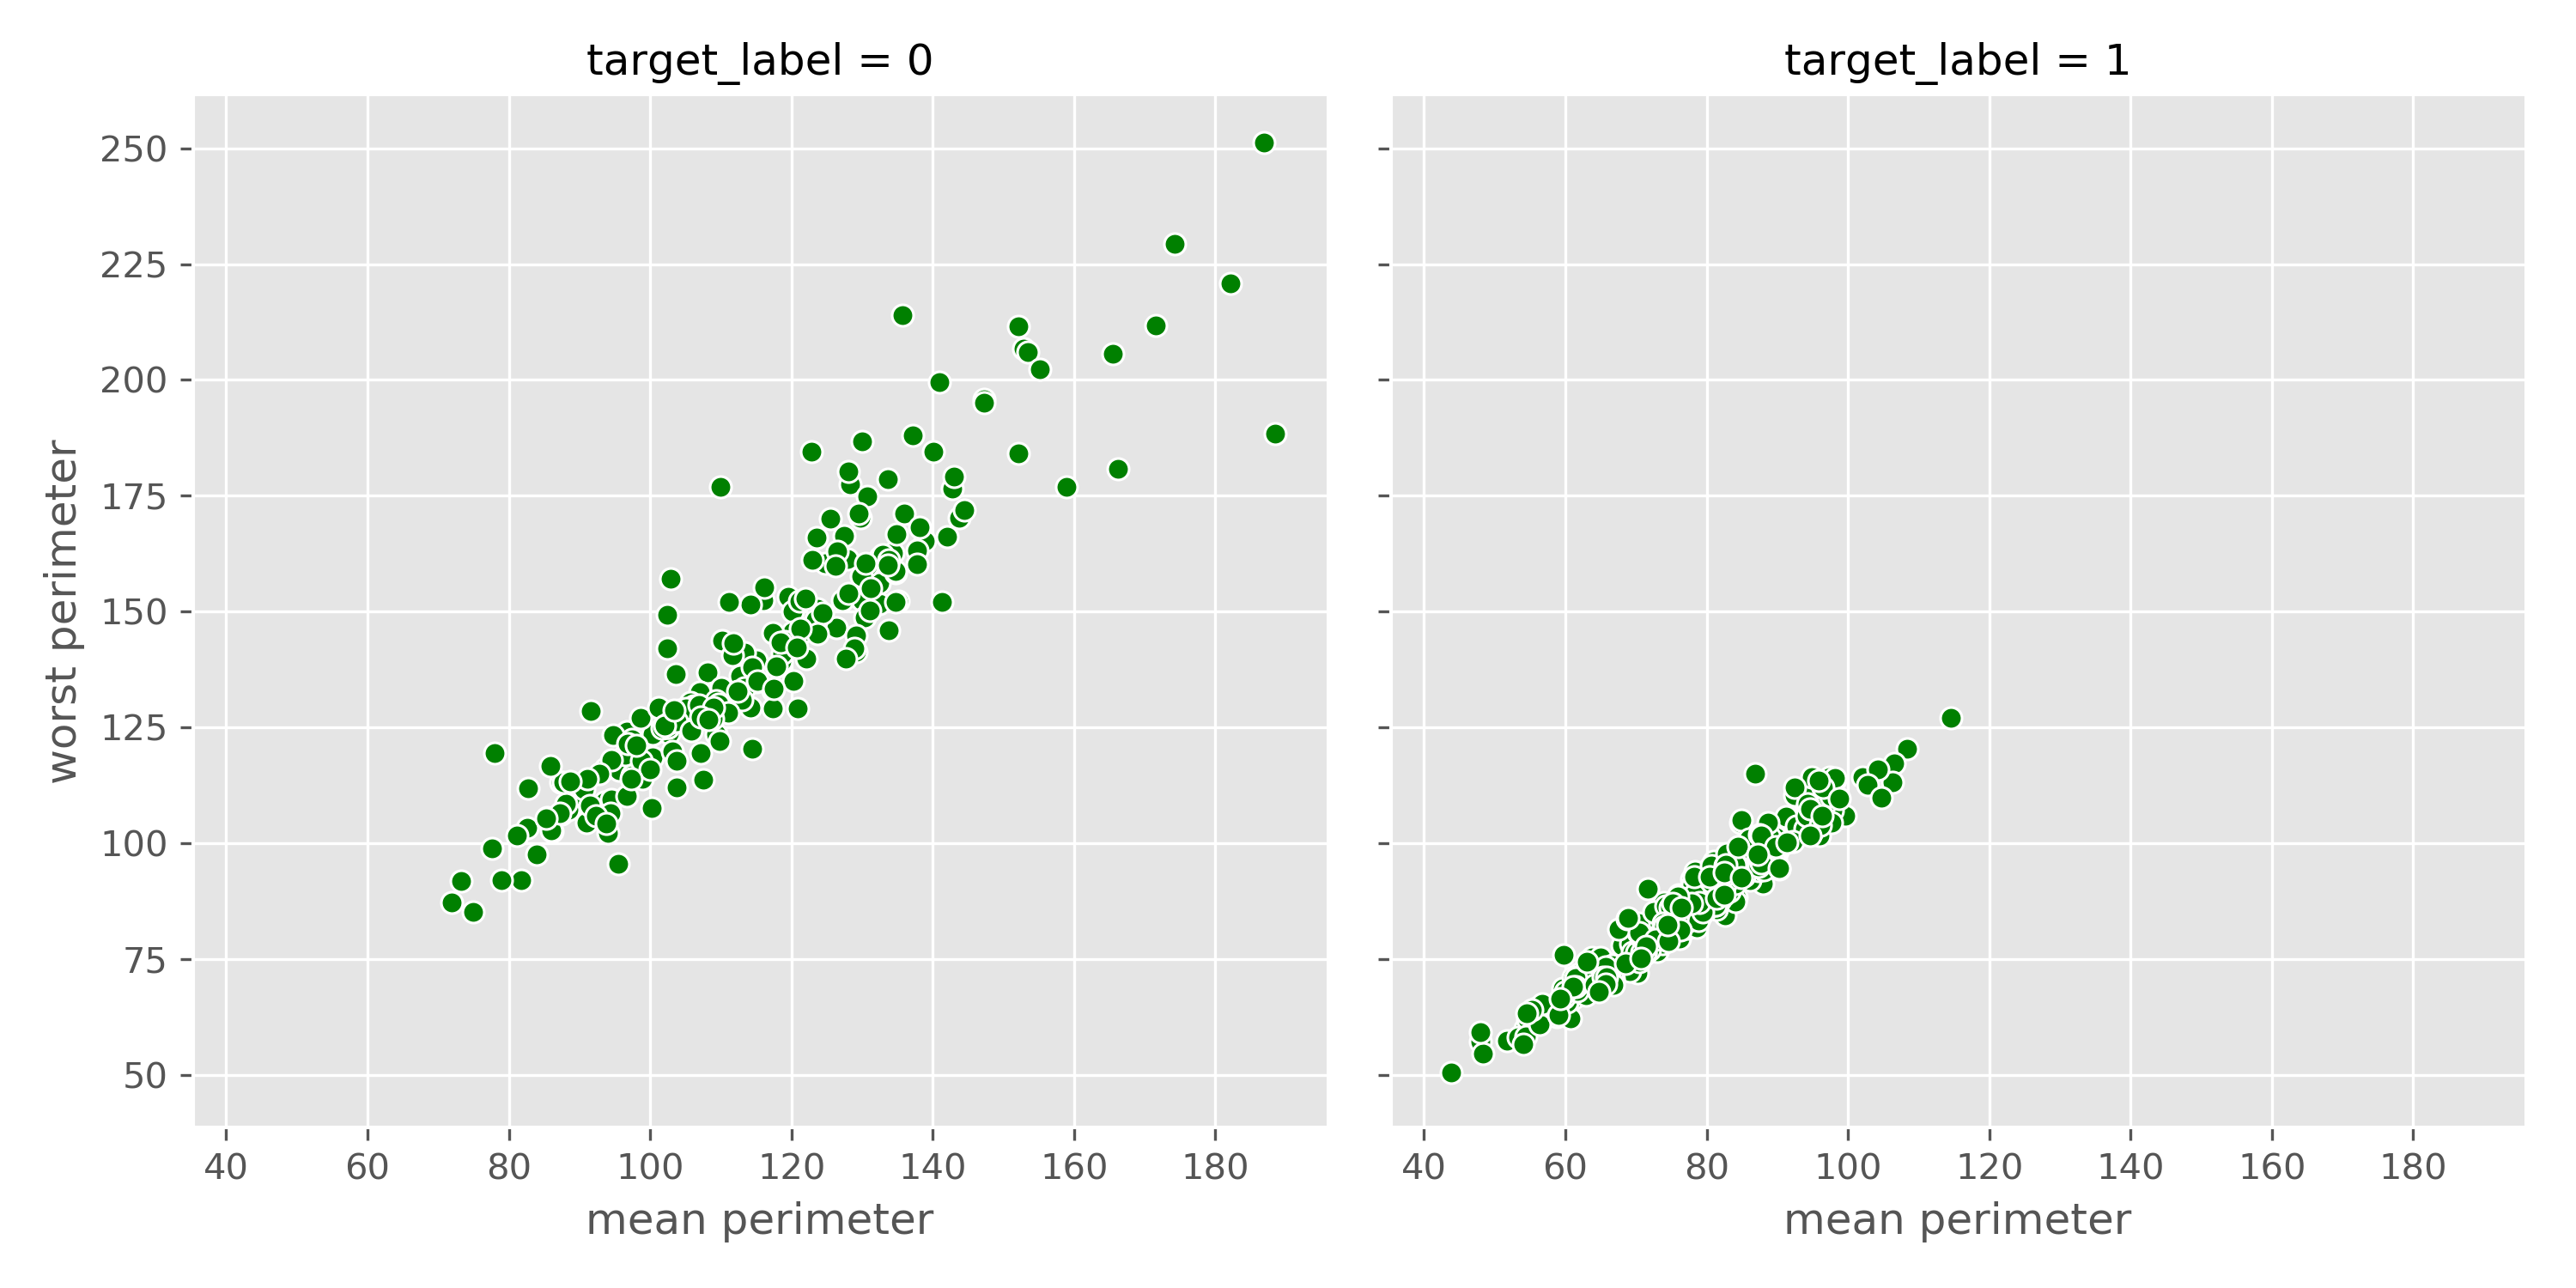 target_label = 0
target_label = 1
250
225
200
175
150
125
100
75
50
worst perimeter
40 60 80 100 120 140 160 180
40 60 80 100 120 140 160 180
mean perimeter
mean perimeter